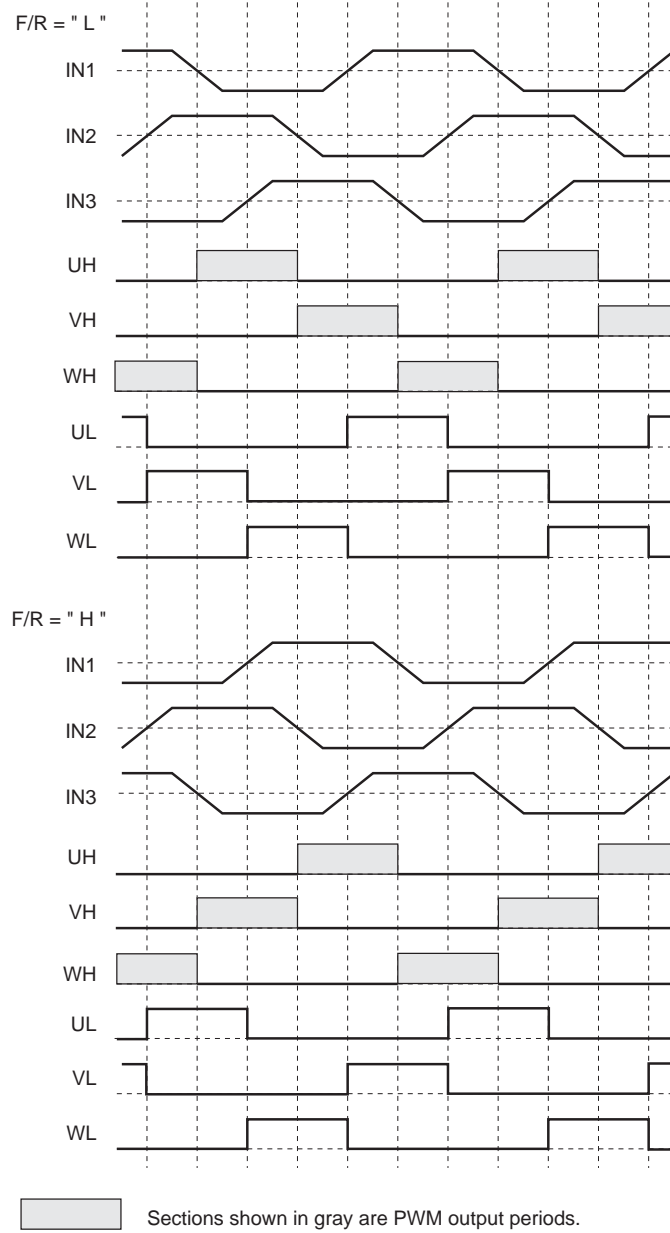 F/R = " L "
IN1
IN2
IN3
UH
VH
WH
UL
VL
WL
F/R = " H "
IN1
IN2
IN3
UH
VH
WH
UL
VL
WL
Sections shown in gray are PWM output periods.